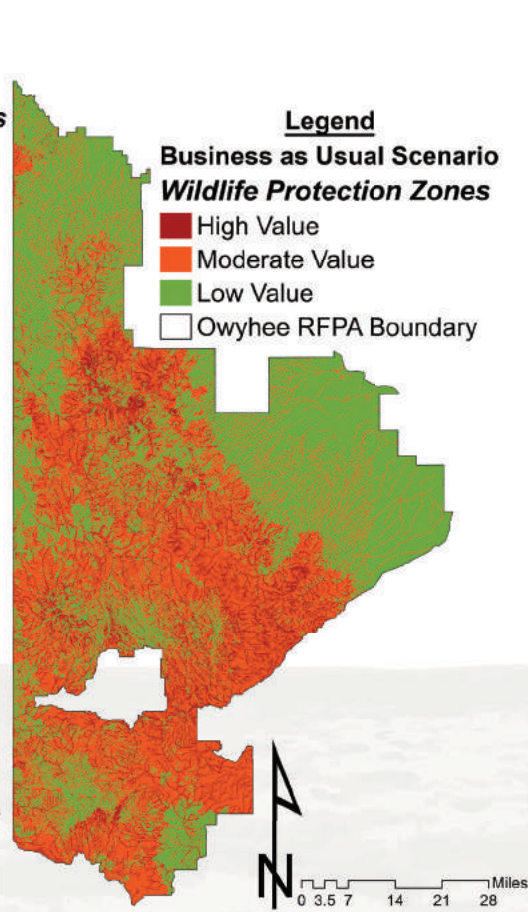 s
Legend
Business as Usual Scenario
Wildlife Protection Zones
High Value
Moderate Value
Low Value
Owyhee RFPA Boundary
N
Miles
0 3.5 7 14 21 28